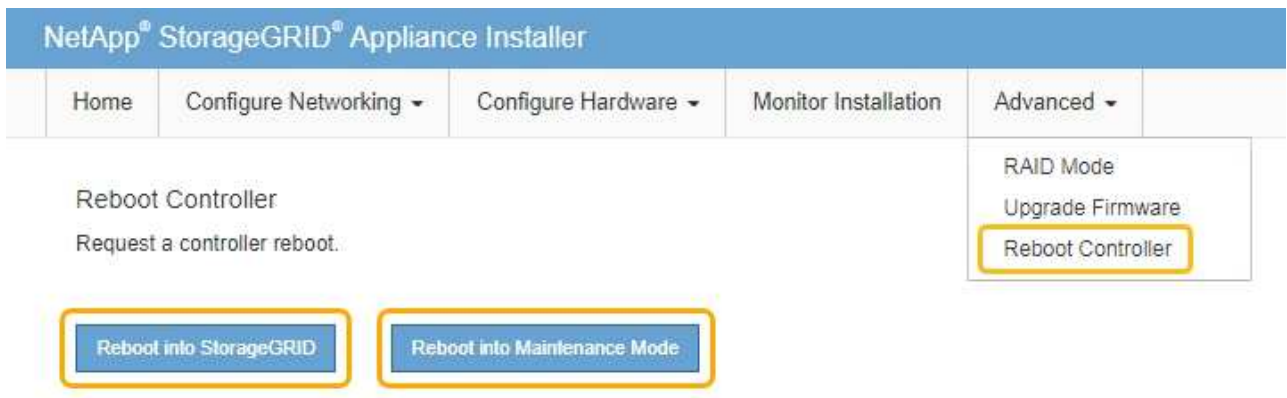 NetApp® StorageGRID® Appliance Installer
Home Configure Networking Configure Hardware Monitor Installation Advanced
RAID Mode
Upgrade Firmware
Reboot Controller
Reboot Controller
Request a controller reboot.
Reboot into StorageGRID Reboot into Maintenance Mode